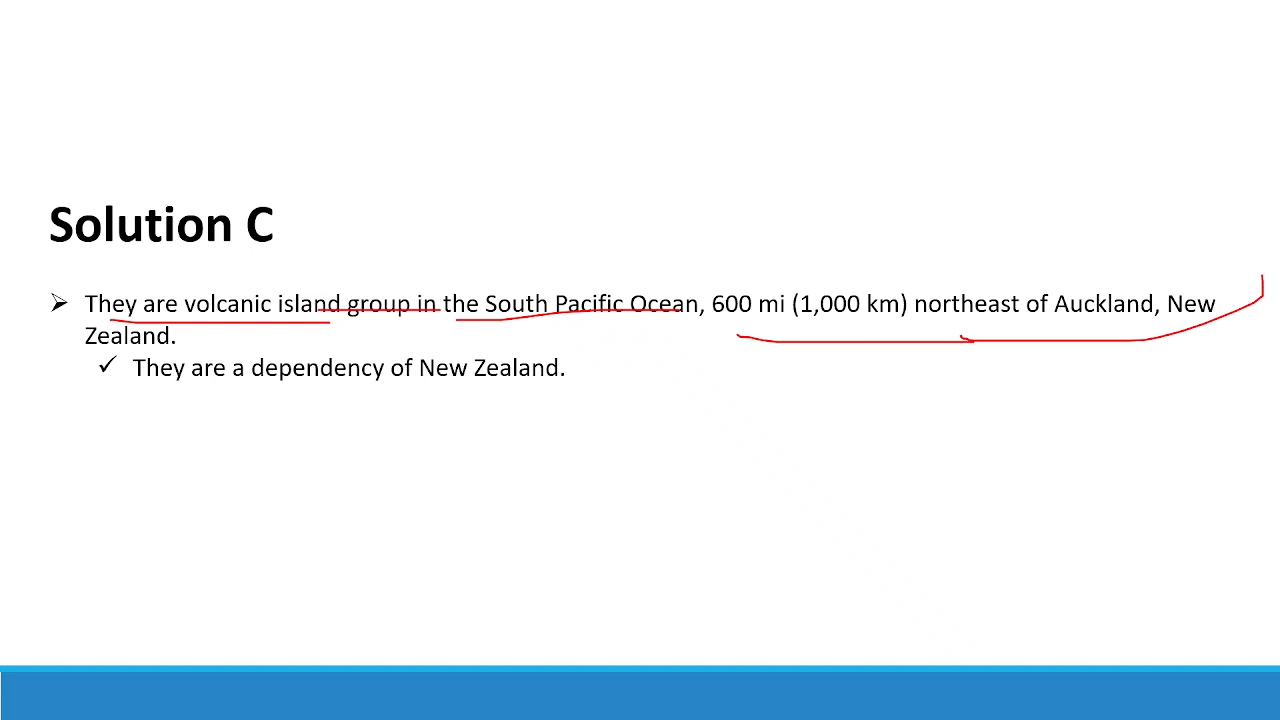 Solution C
They are volcanic island group in the South Pacific Ocean, 600 mi (1,000 km) northeast of Auckland, New
Zealand.
They are a dependency of New Zealand.